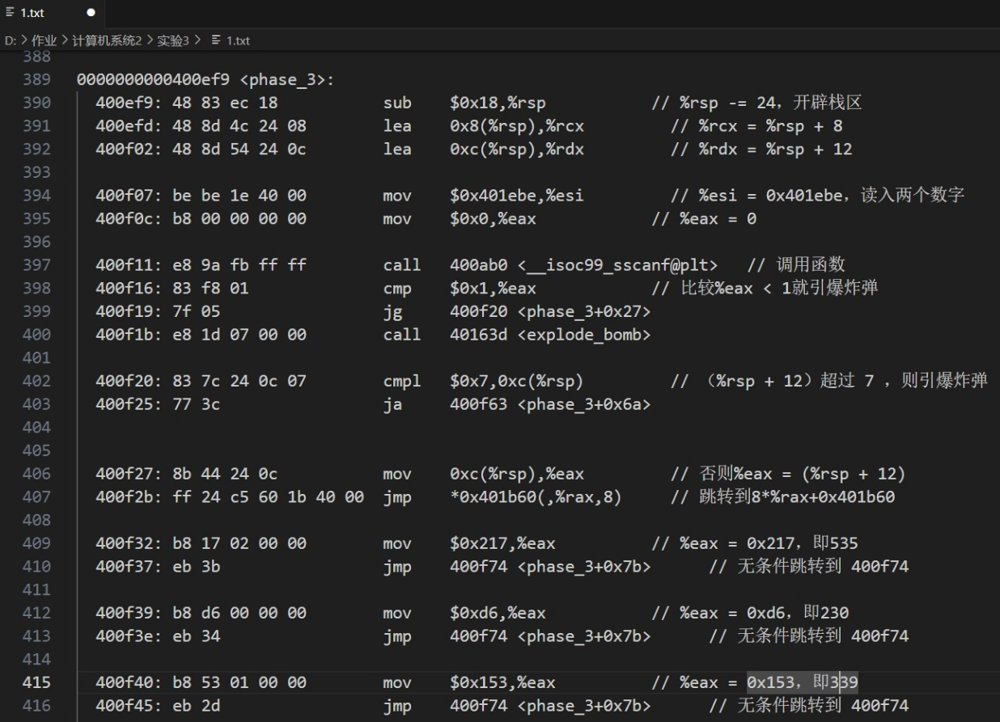 1.txt
D: > 作业 > 计算机系统2 > 实验3 > 1.txt
388
389 0000000000400ef9 <phase_3>:
390 400ef9: 48 83 ec 18 sub $0x18,%rsp // %rsp -= 24，开辟栈区
391 400efd: 48 8d 4c 24 08 lea 0x8(%rsp),%rcx // %rcx = %rsp + 8
392 400f02: 48 8d 54 24 0c lea 0xc(%rsp),%rdx // %rdx = %rsp + 12
393
394 400f07: be be 1e 40 00 mov $0x401ebe,%esi // %esi = 0x401ebe，读入两个数字
395 400f0c: b8 00 00 00 00 mov $0x0,%eax // %eax = 0
396
397 400f11: e8 9a fb ff ff call 400ab0 <__isoc99_sscanf@plt> // 调用函数
398 400f16: 83 f8 01 cmp $0x1,%eax // 比较%eax < 1就引爆炸弹
399 400f19: 7f 05 jg 400f20 <phase_3+0x27>
400 400f1b: e8 1d 07 00 00 call 40163d <explode_bomb>
401
402 400f20: 83 7c 24 0c 07 cmpl $0x7,0xc(%rsp) // （%rsp + 12）超过 7 ，则引爆炸弹
403 400f25: 77 3c ja 400f63 <phase_3+0x6a>
404
405
406 400f27: 8b 44 24 0c mov 0xc(%rsp),%eax // 否则%eax = (%rsp + 12)
407 400f2b: ff 24 c5 60 1b 40 00 jmp *0x401b60(,%rax,8) // 跳转到8*%rax+0x401b60
408
409 400f32: b8 17 02 00 00 mov $0x217,%eax // %eax = 0x217，即535
410 400f37: eb 3b jmp 400f74 <phase_3+0x7b> // 无条件跳转到 400f74
411
412 400f39: b8 d6 00 00 00 mov $0xd6,%eax // %eax = 0xd6，即230
413 400f3e: eb 34 jmp 400f74 <phase_3+0x7b> // 无条件跳转到 400f74
414
415 400f40: b8 53 01 00 00 mov $0x153,%eax // %eax = 0x153，即339
416 400f45: eb 2d jmp 400f74 <phase_3+0x7b> // 无条件跳转到 400f74